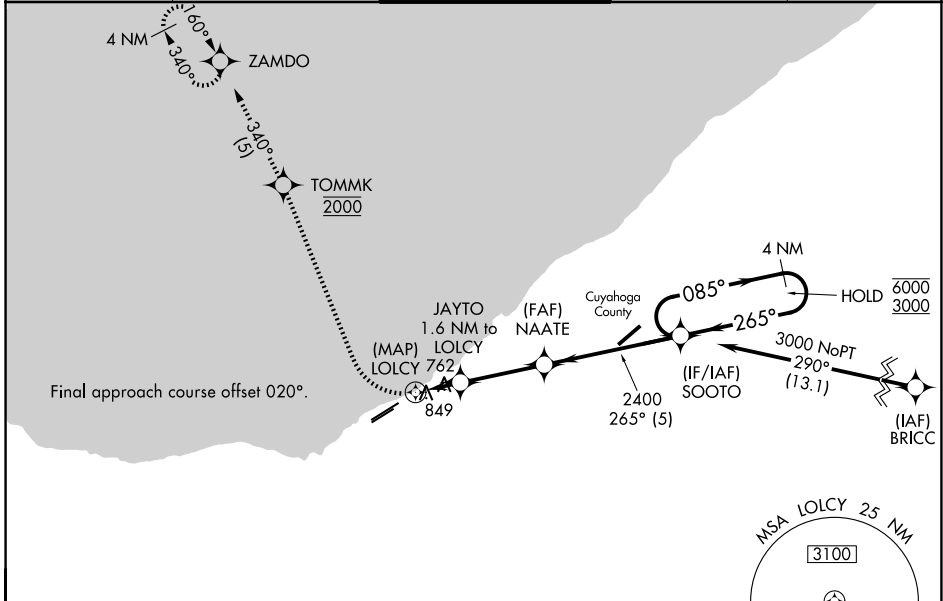 160°
4 NM
340°
ZAMDO
340°
(5)
TOMMK
2000
4 NM
085°
HOLD
6000
3000
265°
Cuyahoga
County
JAYTO
1.6 NM to
LOLCY
(FAF)
NAATE
(MAP)
LOLCY
762
849
3000 NoPT
290°
(13.1)
(IF/IAF)
SOOTO
2400
265° (5)
(IAF)
BRICC
Final approach course offset 020°.
MSA LOLCY 25 NM
3100